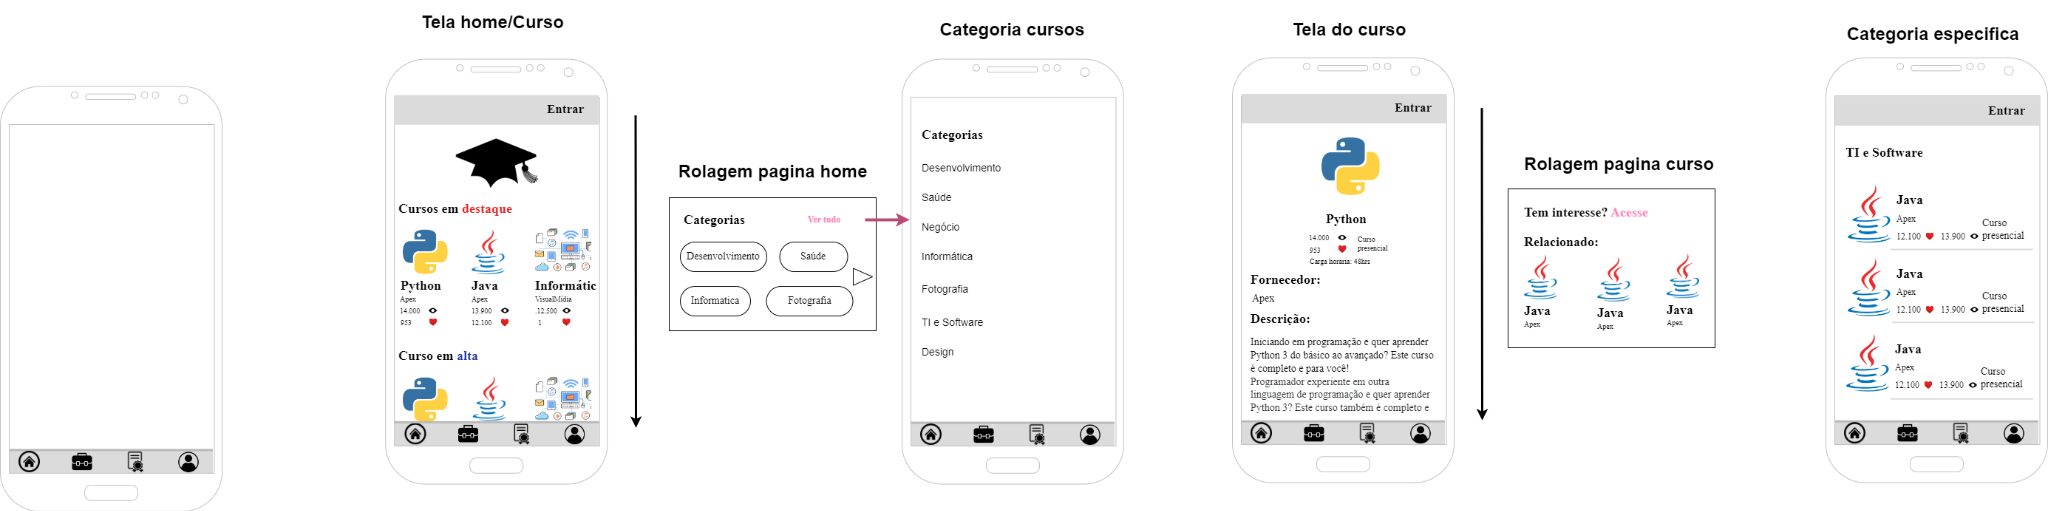 Tela home/Curso
Entrar
Cursos em destaque
Python
Apex
14.000
953
Java
Apex
13.900
12.100
Informátic
VisualMídia
.12.500
1
Curso em alta
Rolagem pagina home
Categorias
Ver tudo
Desenvolvimento
Saúde
Informatica
Fotografia
Categoria cursos
Categorias
Desenvolvimento
Saúde
Negócio
Informática
Fotografia
TI e Software
Design
Tela do curso
Entrar
Python
14.000
953
Curso
presencial
Carga horaria: 48hrs
Fornecedor:
Apex
Descrição:
Iniciando em programação e quer aprender
Python 3 do básico ao avançado? Este curso
é completo e para você!
Programador experiente em outra
linguagem de programação e quer aprender
Python 3? Este curso também é completo e
Rolagem pagina curso
Tem interesse? Acesse
Relacionado:
Java
Apex
Java
Apex
Java
Apex
Categoria especifica
Entrar
TI e Software
Java
Apex
12.100 13.900
Curso
presencial
Java
Apex
12.100 13.900
Curso
presencial
Java
Apex
12.100 13.900
Curso
presencial